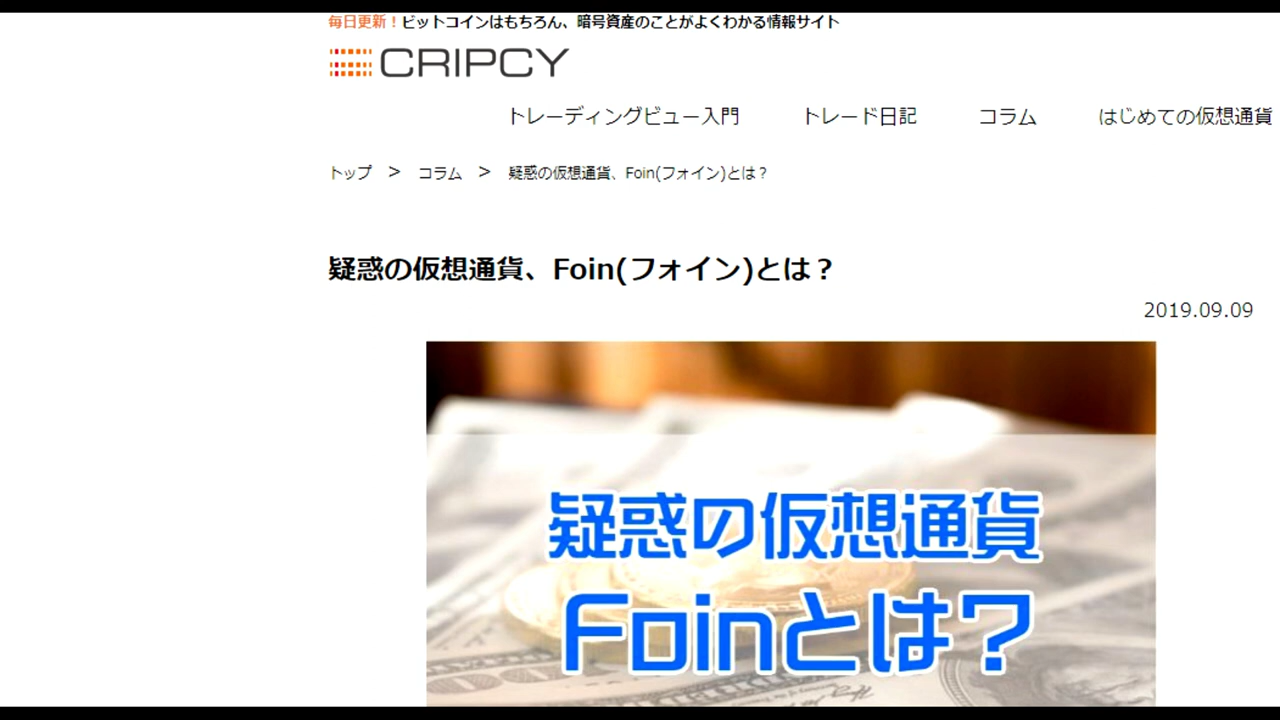 毎日更新！ビットコインはもちろん、暗号資産のことがよくわかる情報サイト
CRIPCY
トレーディングビュー入門 トレード日記 コラム はじめての仮想通貨
トップ > コラム > 疑惑の仮想通貨、Foin(フォイン)とは？
疑惑の仮想通貨、Foin(フォイン)とは？
2019.09.09
疑惑の仮想通貨
Foinとは？